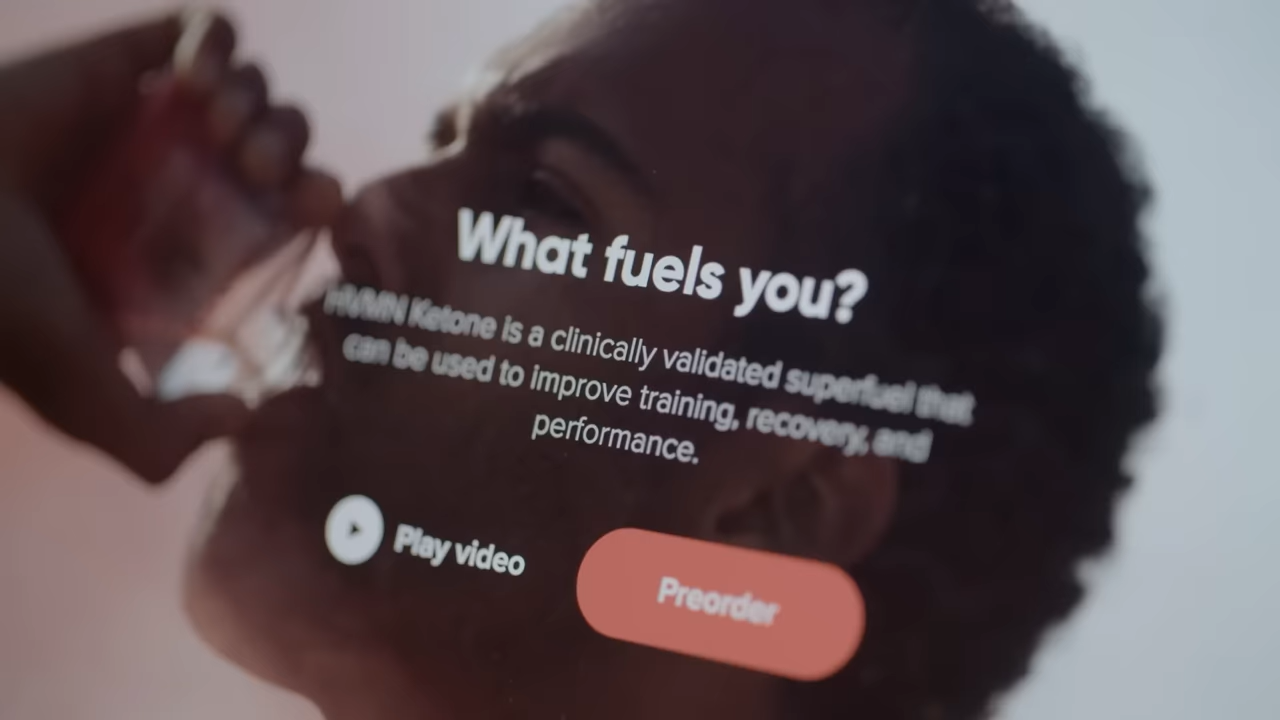 What fuels you?
HVMN Ketone is a clinically validated superfuel that
can be used to improve training, recovery, and
performance.
Play video
Preorder